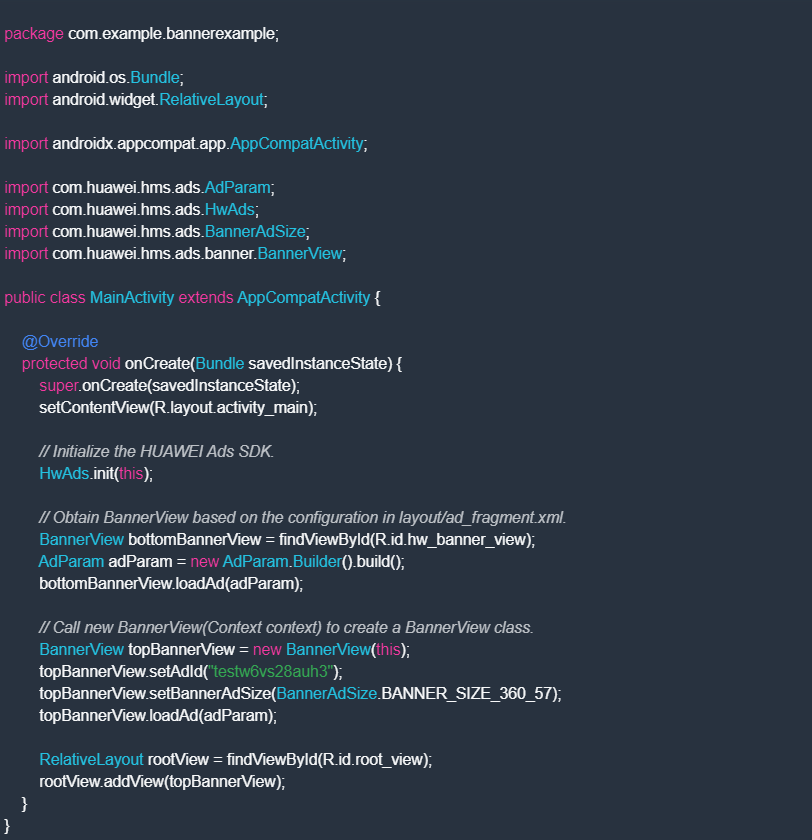 package com.example.bannerexample;
import android.os.Bundle;
import android.widget.RelativeLayout;
import androidx.appcompat.app.AppCompatActivity;
import com.huawei.hms.ads.AdParam;
import com.huawei.hms.ads.HwAds;
import com.huawei.hms.ads.BannerAdSize;
import com.huawei.hms.ads.banner.BannerView;
public class MainActivity extends AppCompatActivity {
@Override
protected void onCreate(Bundle savedInstanceState) {
super.onCreate(savedInstanceState);
setContentView(R.layout.activity_main);
// Initialize the HUAWEI Ads SDK.
HwAds.init(this);
// Obtain BannerView based on the configuration in layout/ad_fragment.xml.
BannerView bottomBannerView = findViewById(R.id.hw_banner_view);
AdParam adParam = new AdParam.Builder().build();
bottomBannerView.loadAd(adParam);
// Call new BannerView(Context context) to create a BannerView class.
BannerView topBannerView = new BannerView(this);
topBannerView.setAdId("testw6vs28auh3");
topBannerView.setBannerAdSize(BannerAdSize.BANNER_SIZE_360_57);
topBannerView.loadAd(adParam);
RelativeLayout rootView = findViewById(R.id.root_view);
rootView.addView(topBannerView);
}
}